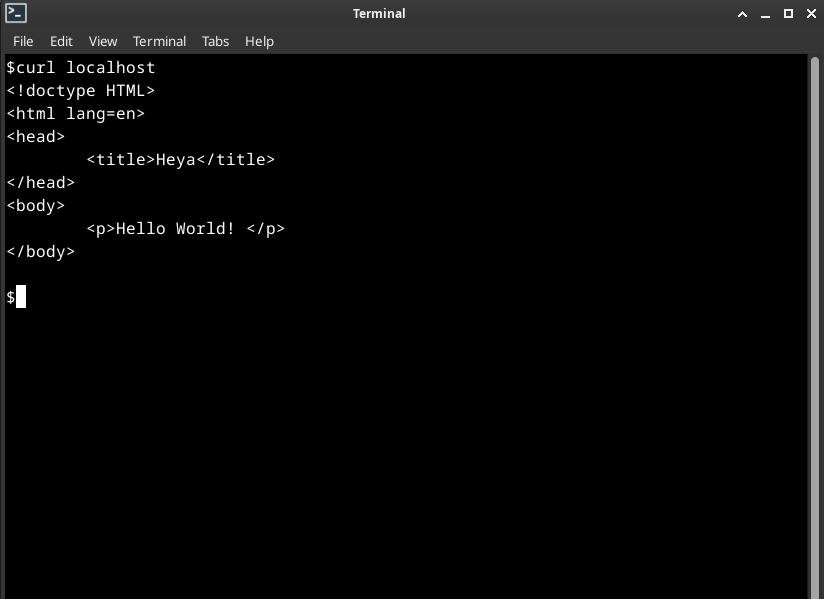 Terminal
File Edit View Terminal Tabs Help
$curl localhost
<!doctype HTML>
<html lang=en>
<head>
        <title>Heya</title>
</head>
<body>
        <p>Hello World! </p>
</body>

$